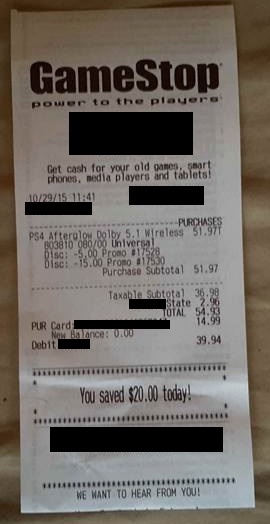 GameStop
power to the players
Get cash for your old games, smart
phones, media players and tablets!
10/29/15 11:41
PURCHASES
PS4 Afterglow Dolby 5.1 Wireless 51.97T
803810 080/00 Universal
Disc: -5.00 Promo #17528
Disc: -15.00 Promo #17530
Purchase Subtotal 51.97
Taxable Subtotal 36.98
State 2.96
TOTAL 54.93
PUR Card: 14.99
New Balance: 0.00
Debit 39.94
You saved $20.00 today!
WE WANT TO HEAR FROM YOU!